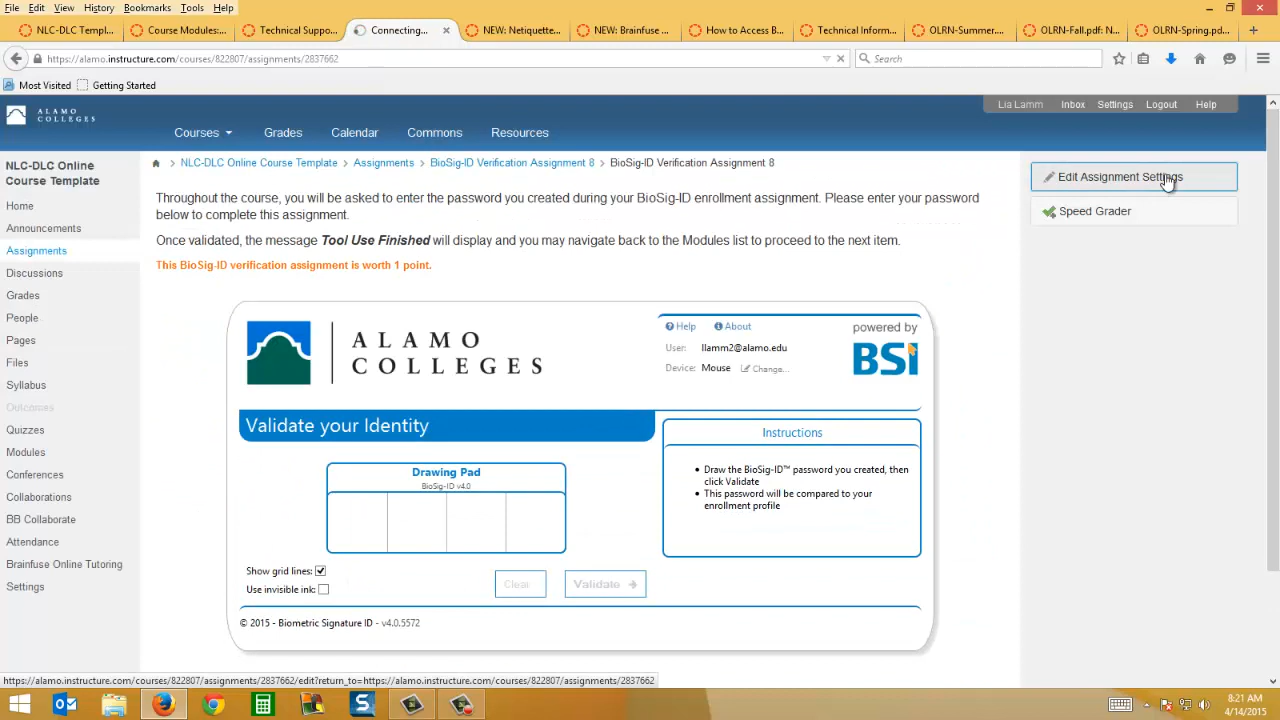 File Edit View History Bookmarks Tools Help
NLC-DLC Templ... Course Modules:... Technical Suppo... Connecting... NEW: Netiquette... NEW: Brainfuse ... How to Access B... Technical Inform... OLRN-Summer.... OLRN-Fall.pdf: N... OLRN-Spring.pd...
https://alamo.instructure.com/courses/822807/assignments/2837662 Search
Most Visited Getting Started
ALAMO COLLEGES
Lia Lamm Inbox Settings Logout Help
Courses Grades Calendar Commons Resources
NLC-DLC Online Course Template
Home
Announcements
Assignments
Discussions
Grades
People
Pages
Files
Syllabus
Outcomes
Quizzes
Modules
Conferences
Collaborations
BB Collaborate
Attendance
Brainfuse Online Tutoring
Settings
NLC-DLC Online Course Template > Assignments > BioSig-ID Verification Assignment 8 > BioSig-ID Verification Assignment 8
Throughout the course, you will be asked to enter the password you created during your BioSig-ID enrollment assignment. Please enter your password
below to complete this assignment.
Once validated, the message Tool Use Finished will display and you may navigate back to the Modules list to proceed to the next item.
This BioSig-ID verification assignment is worth 1 point.
ALAMO
COLLEGES
Help About
User: llamm2@alamo.edu
Device: Mouse Change...
powered by
BSI
Validate your Identity
Drawing Pad
BioSig-ID v4.0
Show grid lines:
Use invisible ink:
Clear Validate
Instructions
Draw the BioSig-ID™ password you created, then
click Validate
This password will be compared to your
enrollment profile
© 2015 - Biometric Signature ID - v4.0.5572
Edit Assignment Settings
Speed Grader
https://alamo.instructure.com/courses/822807/assignments/2837662/edit?return_to=https://alamo.instructure.com/courses/822807/assignments/2837662
8:21 AM
4/14/2015